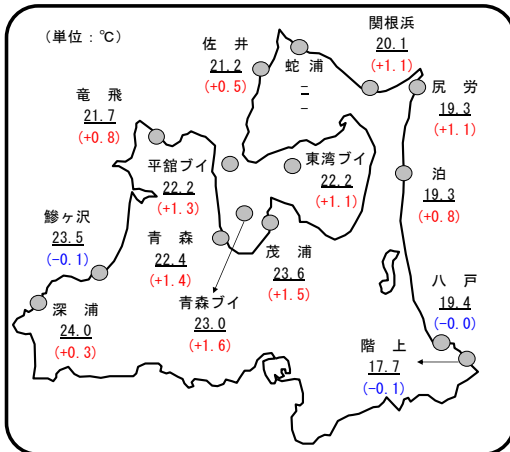 (単位：℃)
佐 井
21.2
(+0.5)
蛇 浦
－
－
関根浜
20.1
(+1.1)
尻 労
19.3
(+1.1)
竜 飛
21.7
(+0.8)
平舘ブイ
22.2
(+1.3)
東湾ブイ
22.2
(+1.1)
泊
19.3
(+0.8)
鰺ヶ沢
23.5
(−0.1)
青 森
22.4
(+1.4)
茂 浦
23.6
(+1.5)
八 戸
19.4
(−0.0)
深 浦
24.0
(+0.3)
青森ブイ
23.0
(+1.6)
階 上
17.7
(−0.1)